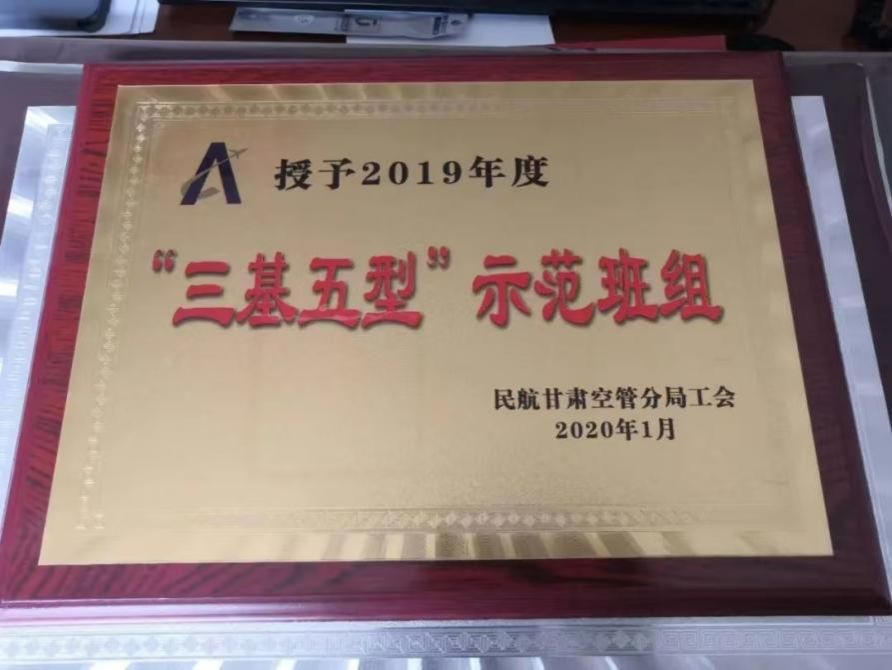 授予2019年度
“三基五型”示范班组
民航甘肃空管分局工会
2020年1月